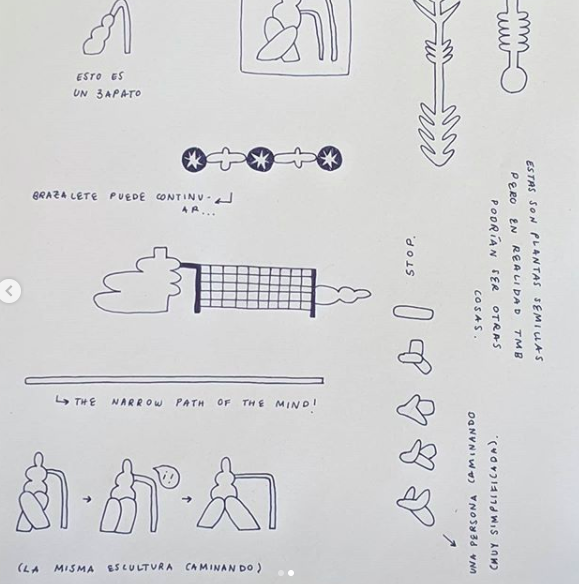 ESTO ES
UN ZAPATO
BRAZALETE PUEDE CONTINU-
AR...
STOP.
ESTAS SON PLANTAS SEMILLAS
PERO EN REALIDAD TMB
PODRÍAN SER OTRAS
COSAS.
↳ THE NARROW PATH OF THE MIND!
UNA PERSONA CAMINANDO
(MUY SIMPLIFICADA).
(LA MISMA ESCULTURA CAMINANDO)